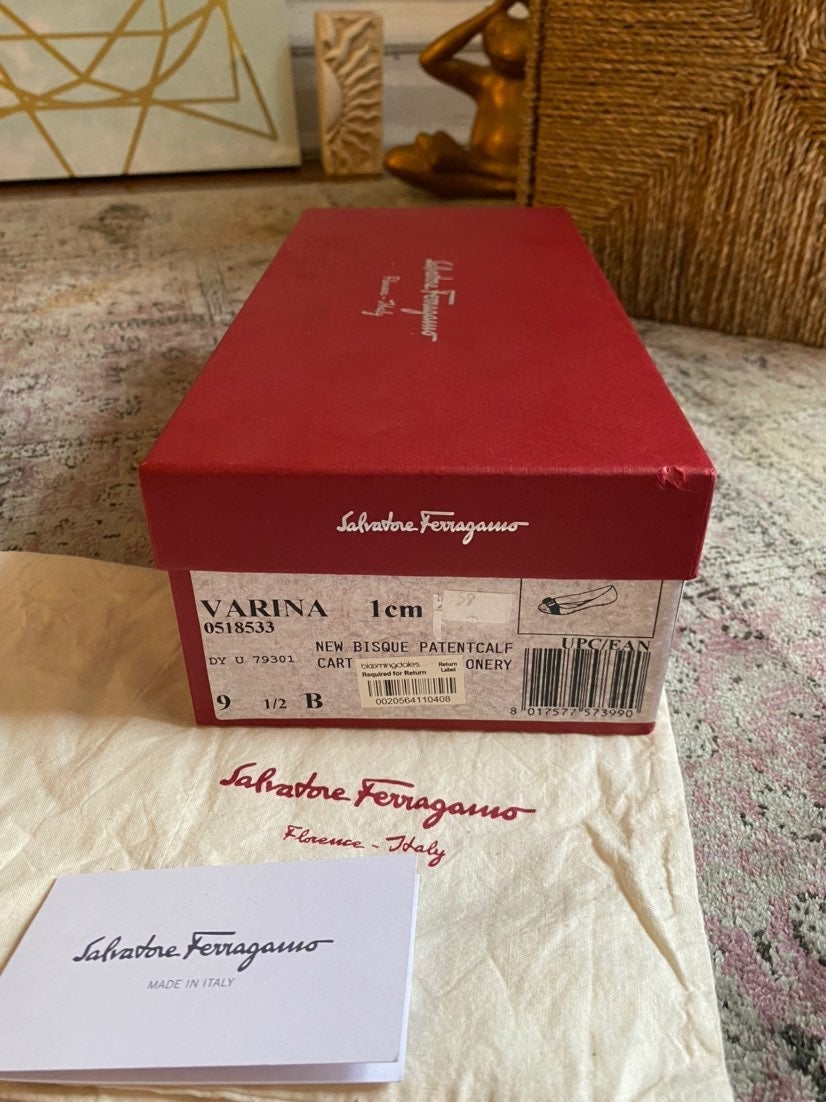 Salvatore Ferragamo
Florence - Italy
Salvatore Ferragamo
VARINA 1cm
0518533
NEW BISQUE PATENTCALF
DY U 79301 CART ONERY
UPC/EAN
bloomingdales Return
Required for Return Label
0020564110408
9 1/2 B
8 017577 573990
Salvatore Ferragamo
Florence - Italy
Salvatore Ferragamo
MADE IN ITALY